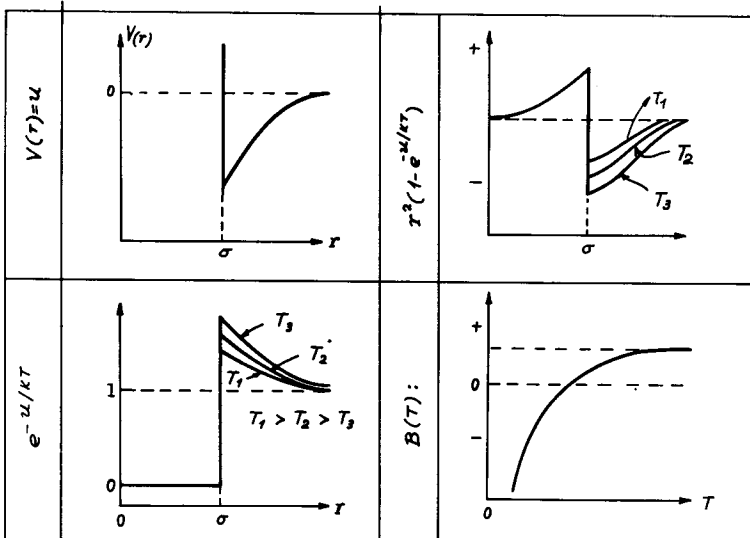 V(r)=u
V(r)
0
σ
r
r²(1-e^-u/kT)
+
−
σ
T₁
T₂
T₃
e^-u/kT
1
0
0
σ
r
T₃
T₂
T₁
T₁ > T₂ > T₃
B(T):
+
0
−
0
T